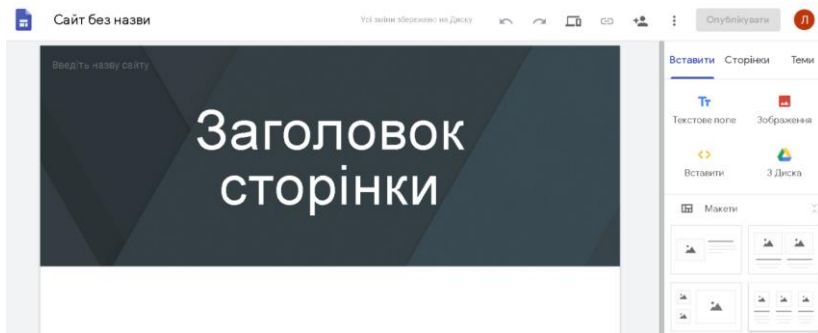 Сайт без назви
Усі зміни збережено на Диску
Опублікувати
Л
Введіть назву сайту
Заголовок
сторінки
Вставити Сторінки Теми
Tт
Текстове поле Зображення
Вставити З Диска
Макети